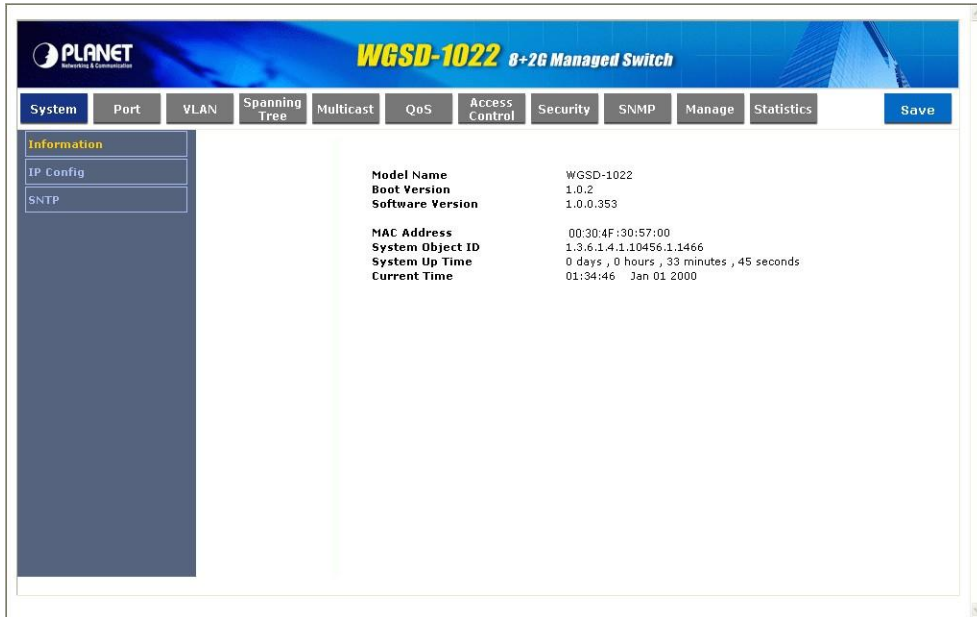 PLANET
Networking & Communication
WGSD-1022 8+2G Managed Switch
System Port VLAN Spanning Tree Multicast QoS Access Control Security SNMP Manage Statistics Save
Information
IP Config
SNTP
Model Name WGSD-1022
Boot Version 1.0.2
Software Version 1.0.0.353
MAC Address 00:30:4F:30:57:00
System Object ID 1.3.6.1.4.1.10456.1.1466
System Up Time 0 days , 0 hours , 33 minutes , 45 seconds
Current Time 01:34:46 Jan 01 2000